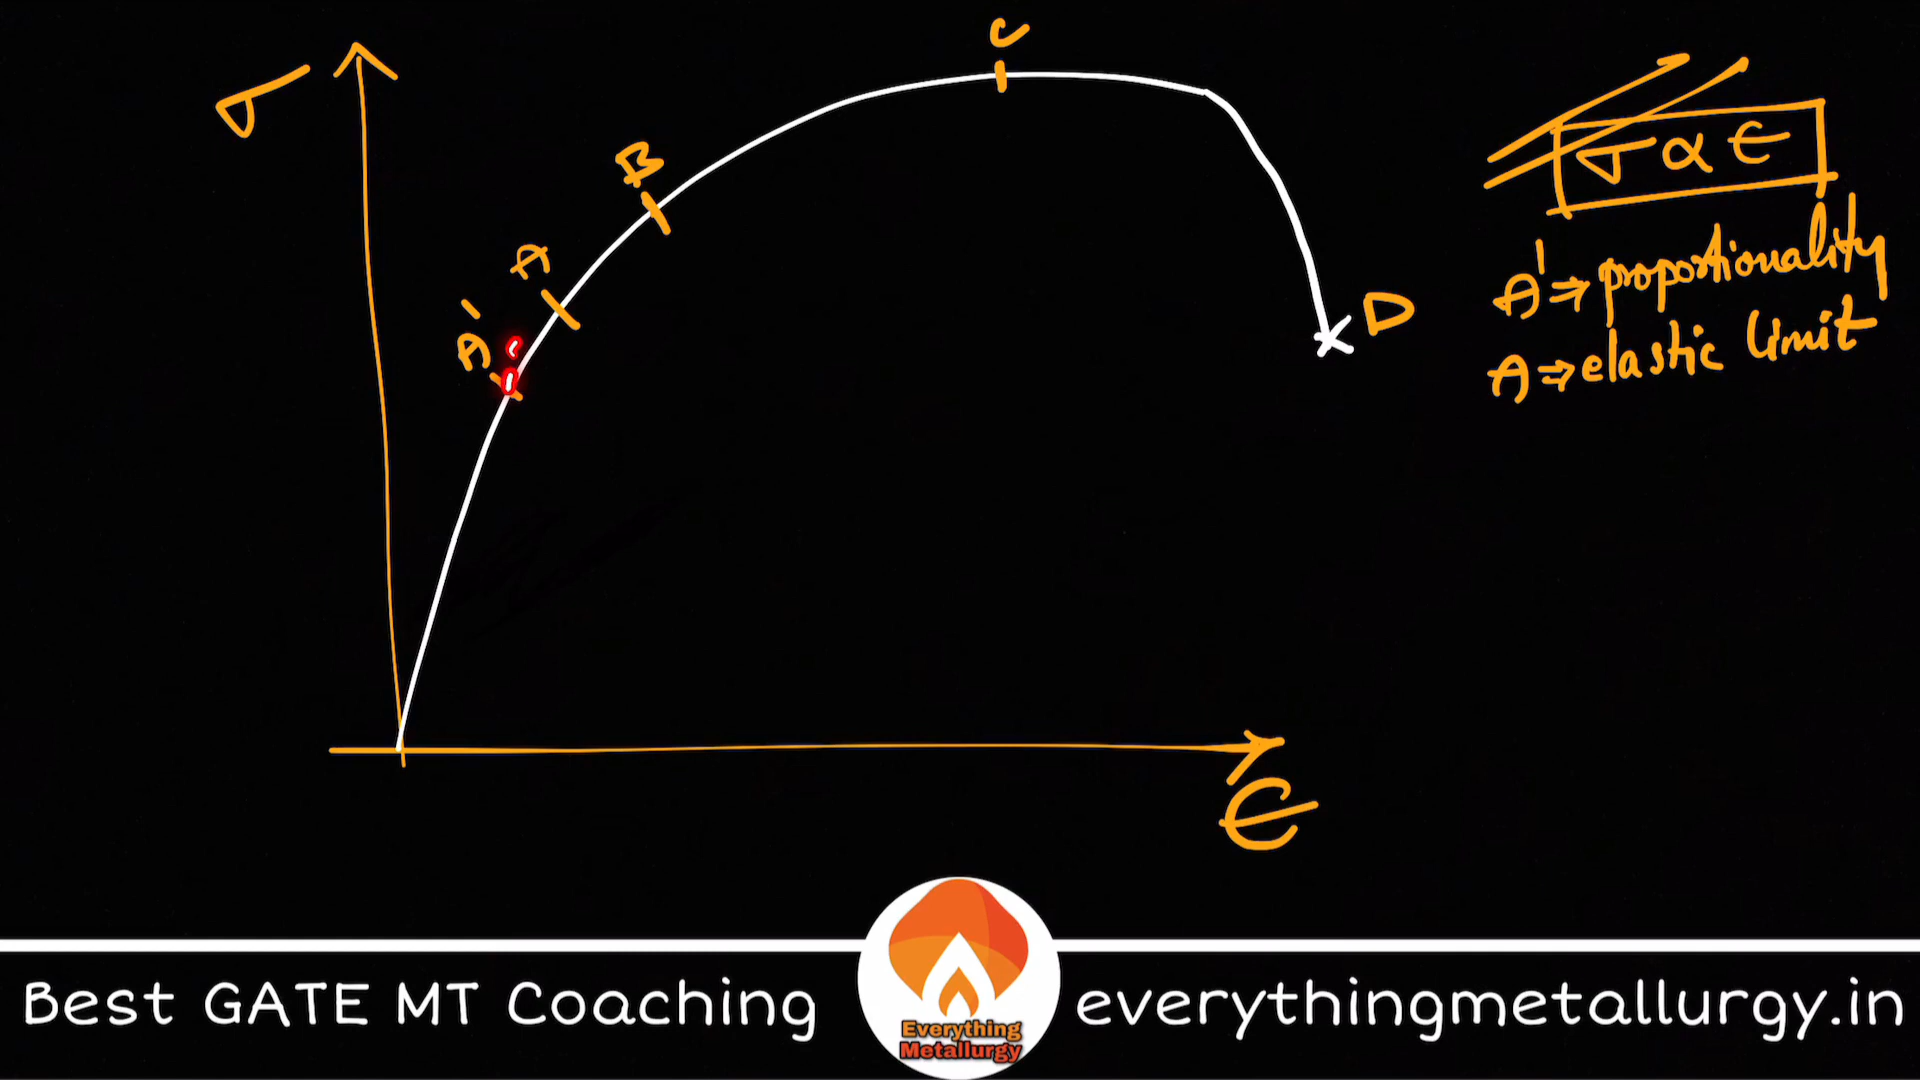 σ
C
B
A
A'
D
ϵ
σ α ϵ
A' ⇒ proportionality
A ⇒ elastic limit
Best GATE MT Coaching
Everything
Metallurgy
everythingmetallurgy.in